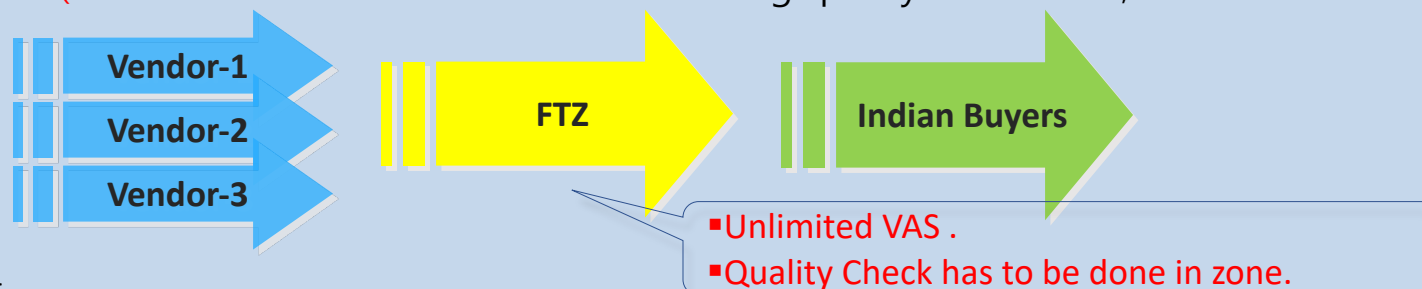 Vendor-1
Vendor-2
Vendor-3
FTZ
Indian Buyers
▪Unlimited VAS .
▪Quality Check has to be done in zone.